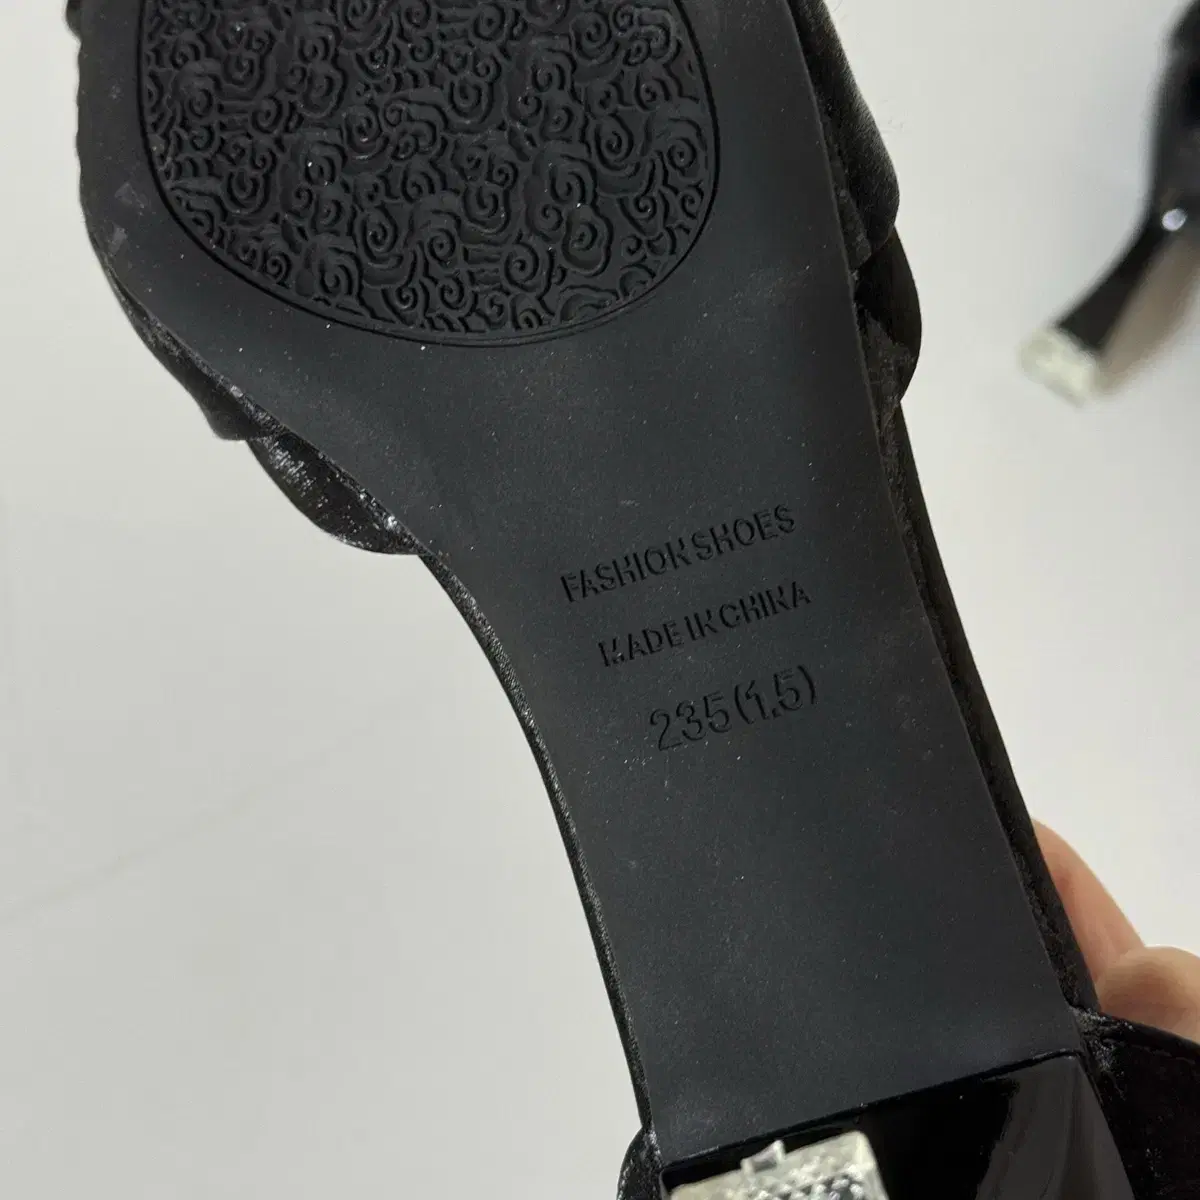 FASHION SHOES
MADE IN CHINA
235(1.5)